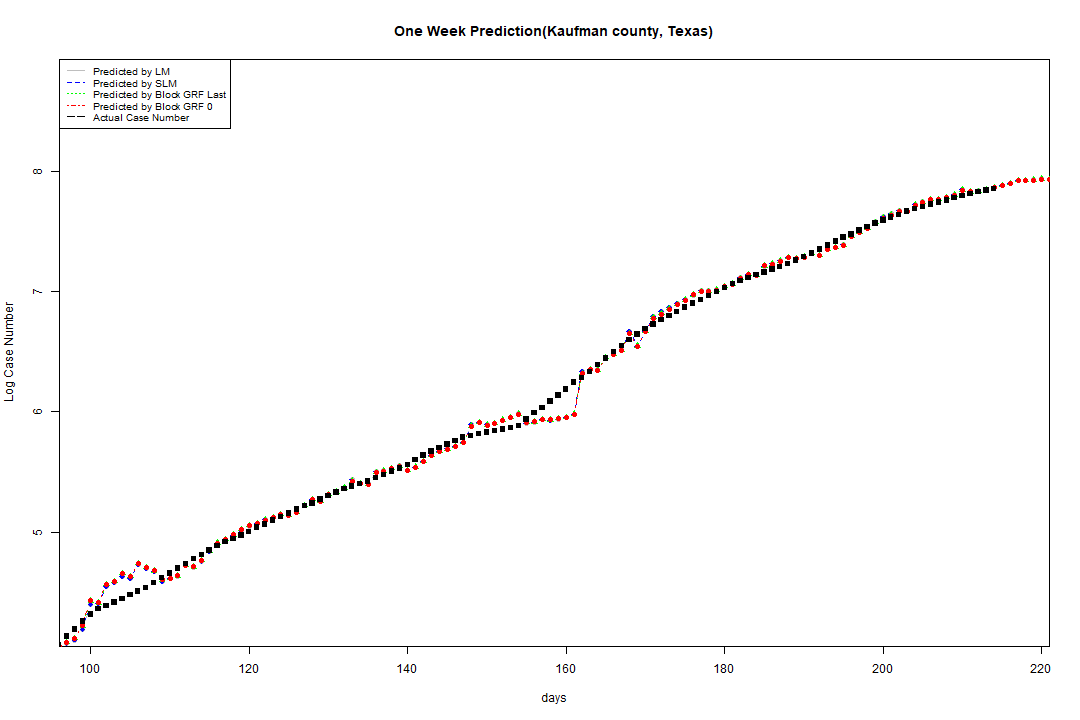 One Week Prediction(Kaufman county, Texas)
Predicted by LM
Predicted by SLM
Predicted by Block GRF Last
Predicted by Block GRF 0
Actual Case Number
8
7
6
5
Log Case Number
100 120 140 160 180 200 220
days